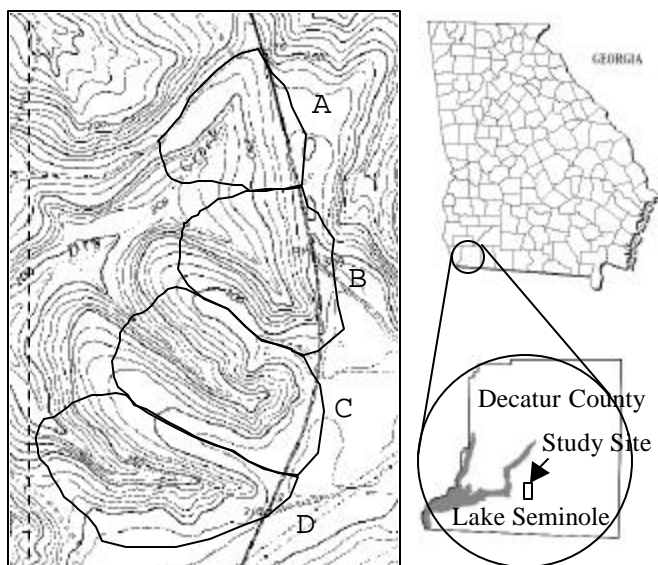 A
B
C
D
GEORGIA
Decatur County
Study Site
Lake Seminole